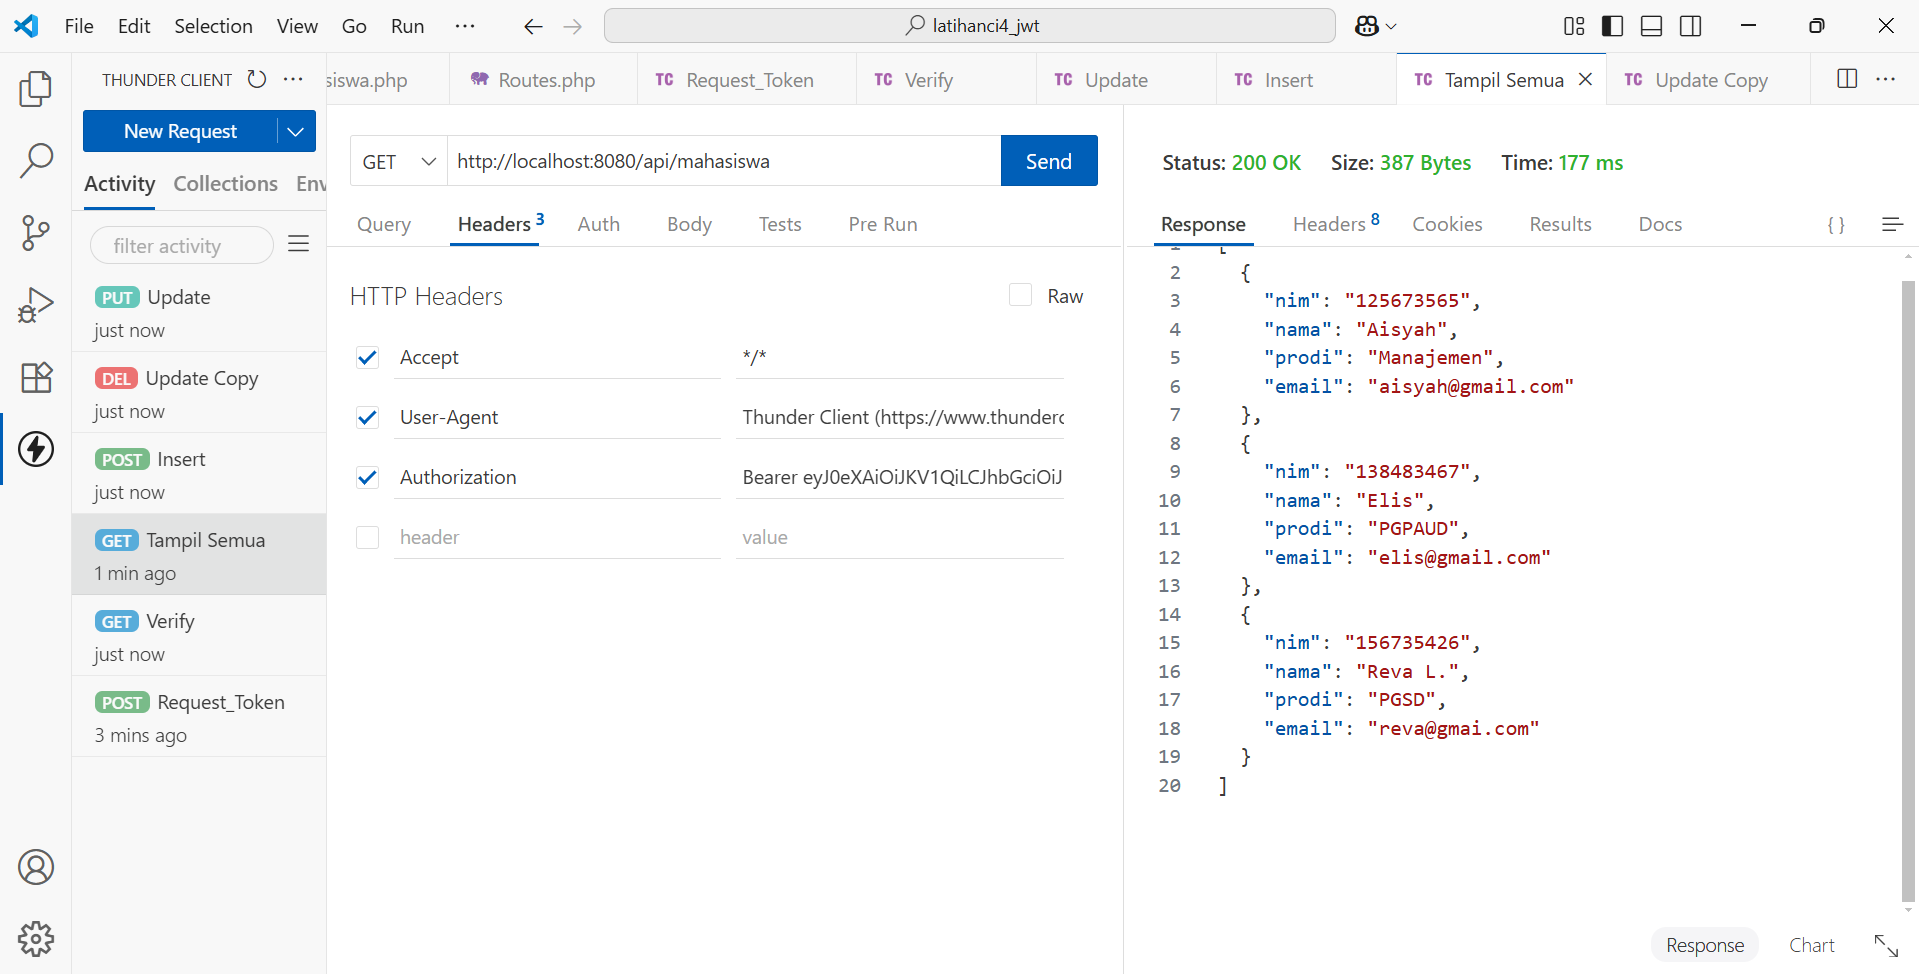 File Edit Selection View Go Run ··· latihanci4_jwt
THUNDER CLIENT
siswa.php Routes.php TC Request_Token TC Verify TC Update TC Insert TC Tampil Semua TC Update Copy
New Request
Activity Collections Env
filter activity
PUT Update
just now
DEL Update Copy
just now
POST Insert
just now
GET Tampil Semua
1 min ago
GET Verify
just now
POST Request_Token
3 mins ago
GET http://localhost:8080/api/mahasiswa Send
Query Headers 3 Auth Body Tests Pre Run
HTTP Headers Raw
Accept */*
User-Agent Thunder Client (https://www.thunderc
Authorization Bearer eyJ0eXAiOiJKV1QiLCJhbGciOiJ
header value
Status: 200 OK Size: 387 Bytes Time: 177 ms
Response Headers 8 Cookies Results Docs { }
1 [
2 {
3 "nim": "125673565",
4 "nama": "Aisyah",
5 "prodi": "Manajemen",
6 "email": "aisyah@gmail.com"
7 },
8 {
9 "nim": "138483467",
10 "nama": "Elis",
11 "prodi": "PGPAUD",
12 "email": "elis@gmail.com"
13 },
14 {
15 "nim": "156735426",
16 "nama": "Reva L.",
17 "prodi": "PGSD",
18 "email": "reva@gmai.com"
19 }
20 ]
Response Chart